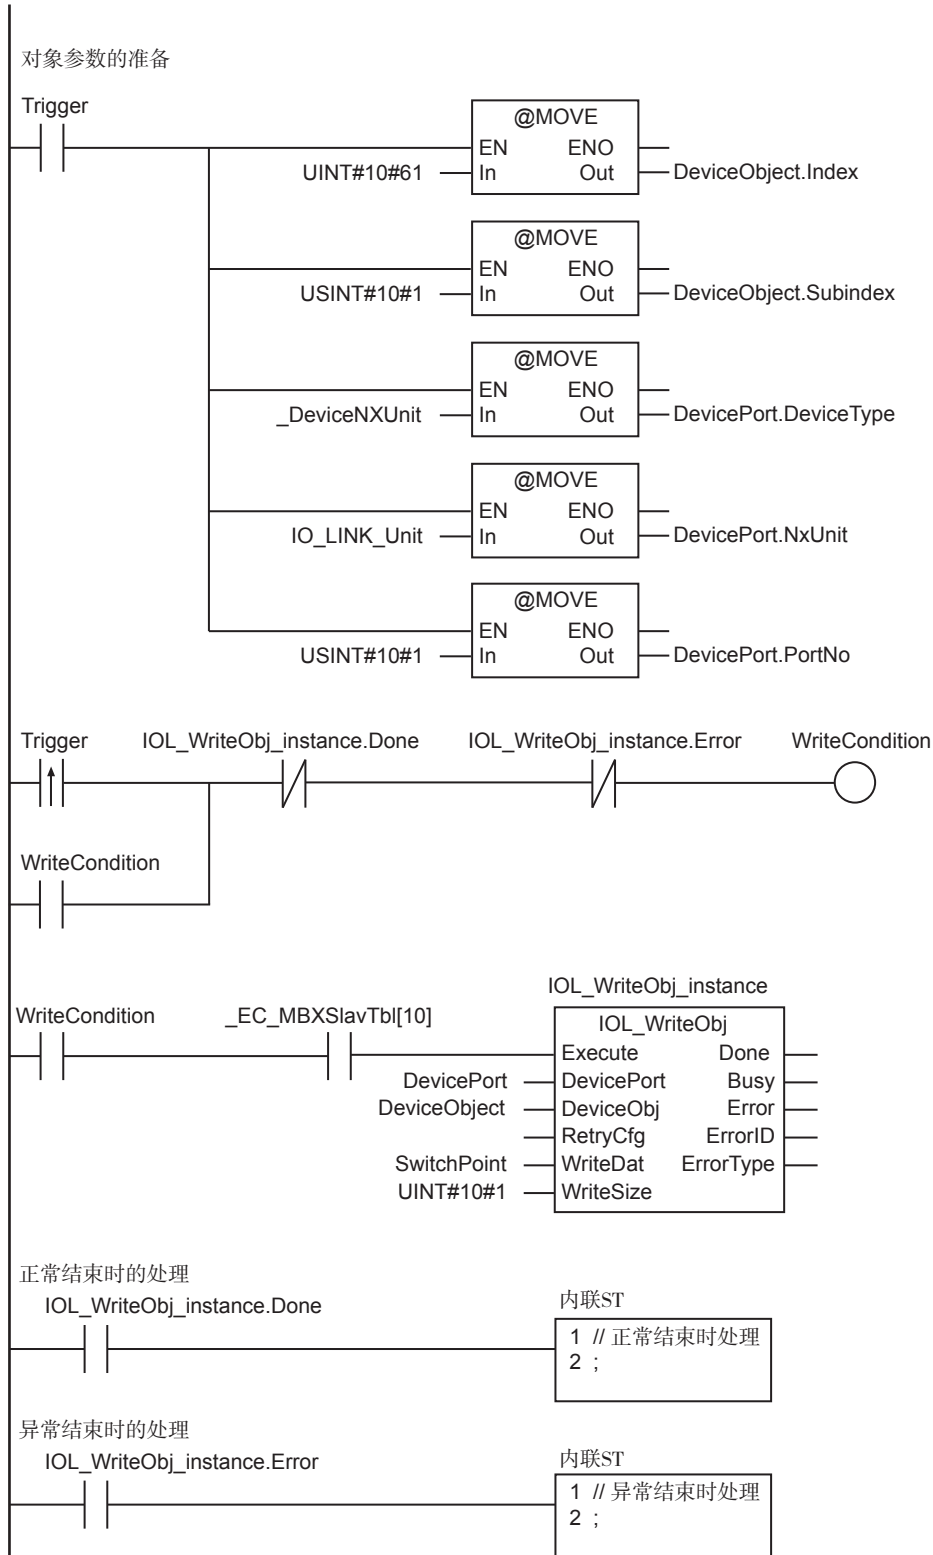 对象参数的准备
Trigger
@MOVE
EN ENO
UINT#10#61 In Out DeviceObject.Index
@MOVE
EN ENO
USINT#10#1 In Out DeviceObject.Subindex
@MOVE
EN ENO
_DeviceNXUnit In Out DevicePort.DeviceType
@MOVE
EN ENO
IO_LINK_Unit In Out DevicePort.NxUnit
@MOVE
EN ENO
USINT#10#1 In Out DevicePort.PortNo
Trigger IOL_WriteObj_instance.Done IOL_WriteObj_instance.Error WriteCondition
WriteCondition
IOL_WriteObj_instance
WriteCondition _EC_MBXSlavTbl[10]
IOL_WriteObj
Execute Done
DevicePort DevicePort Busy
DeviceObject DeviceObj Error
RetryCfg ErrorID
SwitchPoint WriteDat ErrorType
UINT#10#1 WriteSize
正常结束时的处理
IOL_WriteObj_instance.Done
内联ST
1 // 正常结束时处理
2 ;
异常结束时的处理
IOL_WriteObj_instance.Error
内联ST
1 // 异常结束时处理
2 ;